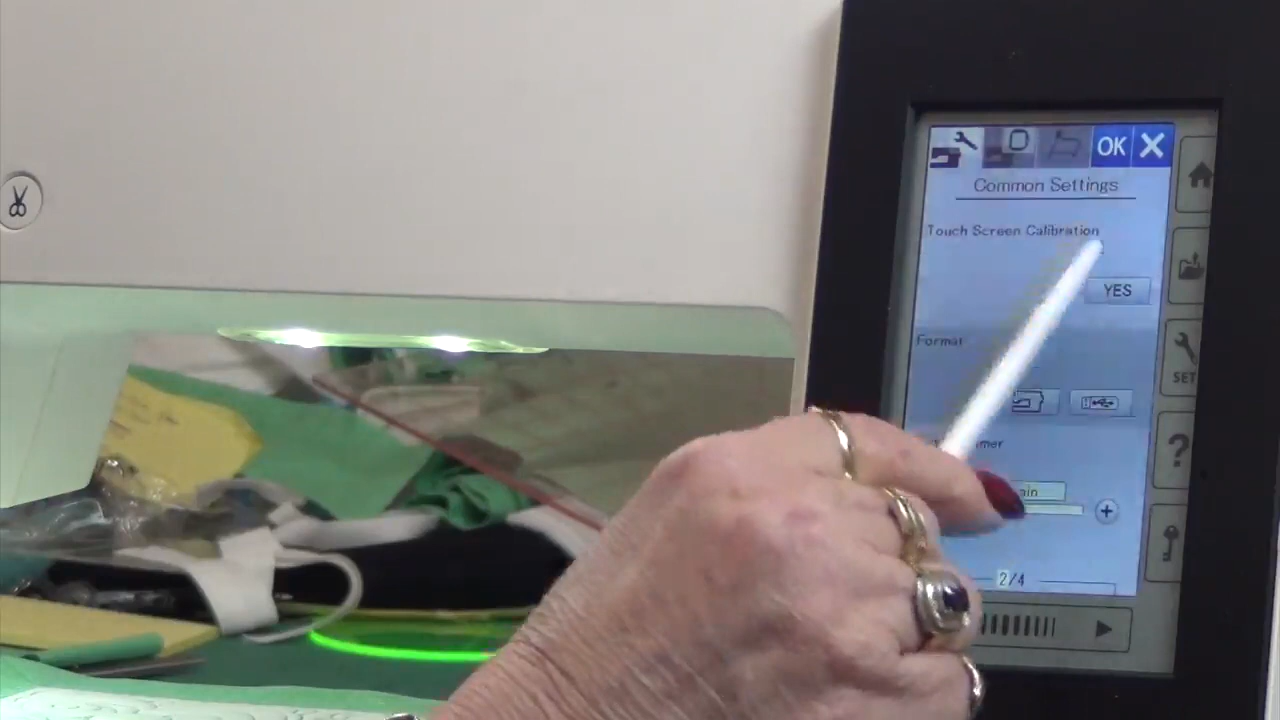 OK X
Common Settings
Touch Screen Calibration
YES
Format
SET
?
+
2/4